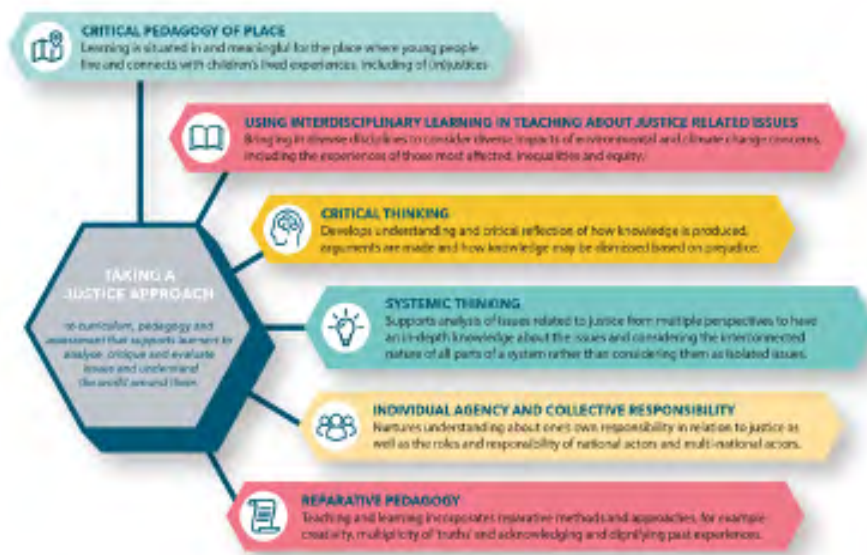 CRITICAL PEDAGOGY OF PLACE
Learning is situated in and meaningful for the place where young people
live and connects with children's lived experiences, including of (in)justices
USING INTERDISCIPLINARY LEARNING IN TEACHING ABOUT JUSTICE RELATED ISSUES
Bringing in diverse disciplines to consider diverse impacts of environmental and climate change concerns,
including the experiences of those most affected, inequalities and equity.
CRITICAL THINKING
Develops understanding and critical reflection of how knowledge is produced,
arguments are made and how knowledge may be dismissed based on prejudice.
TAKING A
JUSTICE APPROACH
to curriculum, pedagogy and
assessment that supports learners to
analyse, critique and evaluate
issues and understand
the world around them
SYSTEMIC THINKING
Supports analysis of issues related to justice from multiple perspectives to have
an in-depth knowledge about the issues and considering the interconnected
nature of all parts of a system rather than considering them as isolated issues.
INDIVIDUAL AGENCY AND COLLECTIVE RESPONSIBILITY
Nurtures understanding about one's own responsibility in relation to justice as
well as the roles and responsibility of national actors and multi-national actors.
REPARATIVE PEDAGOGY
Teaching and learning incorporates reparative methods and approaches, for example
creativity, multiplicity of 'truths' and acknowledging and dignifying past experiences.